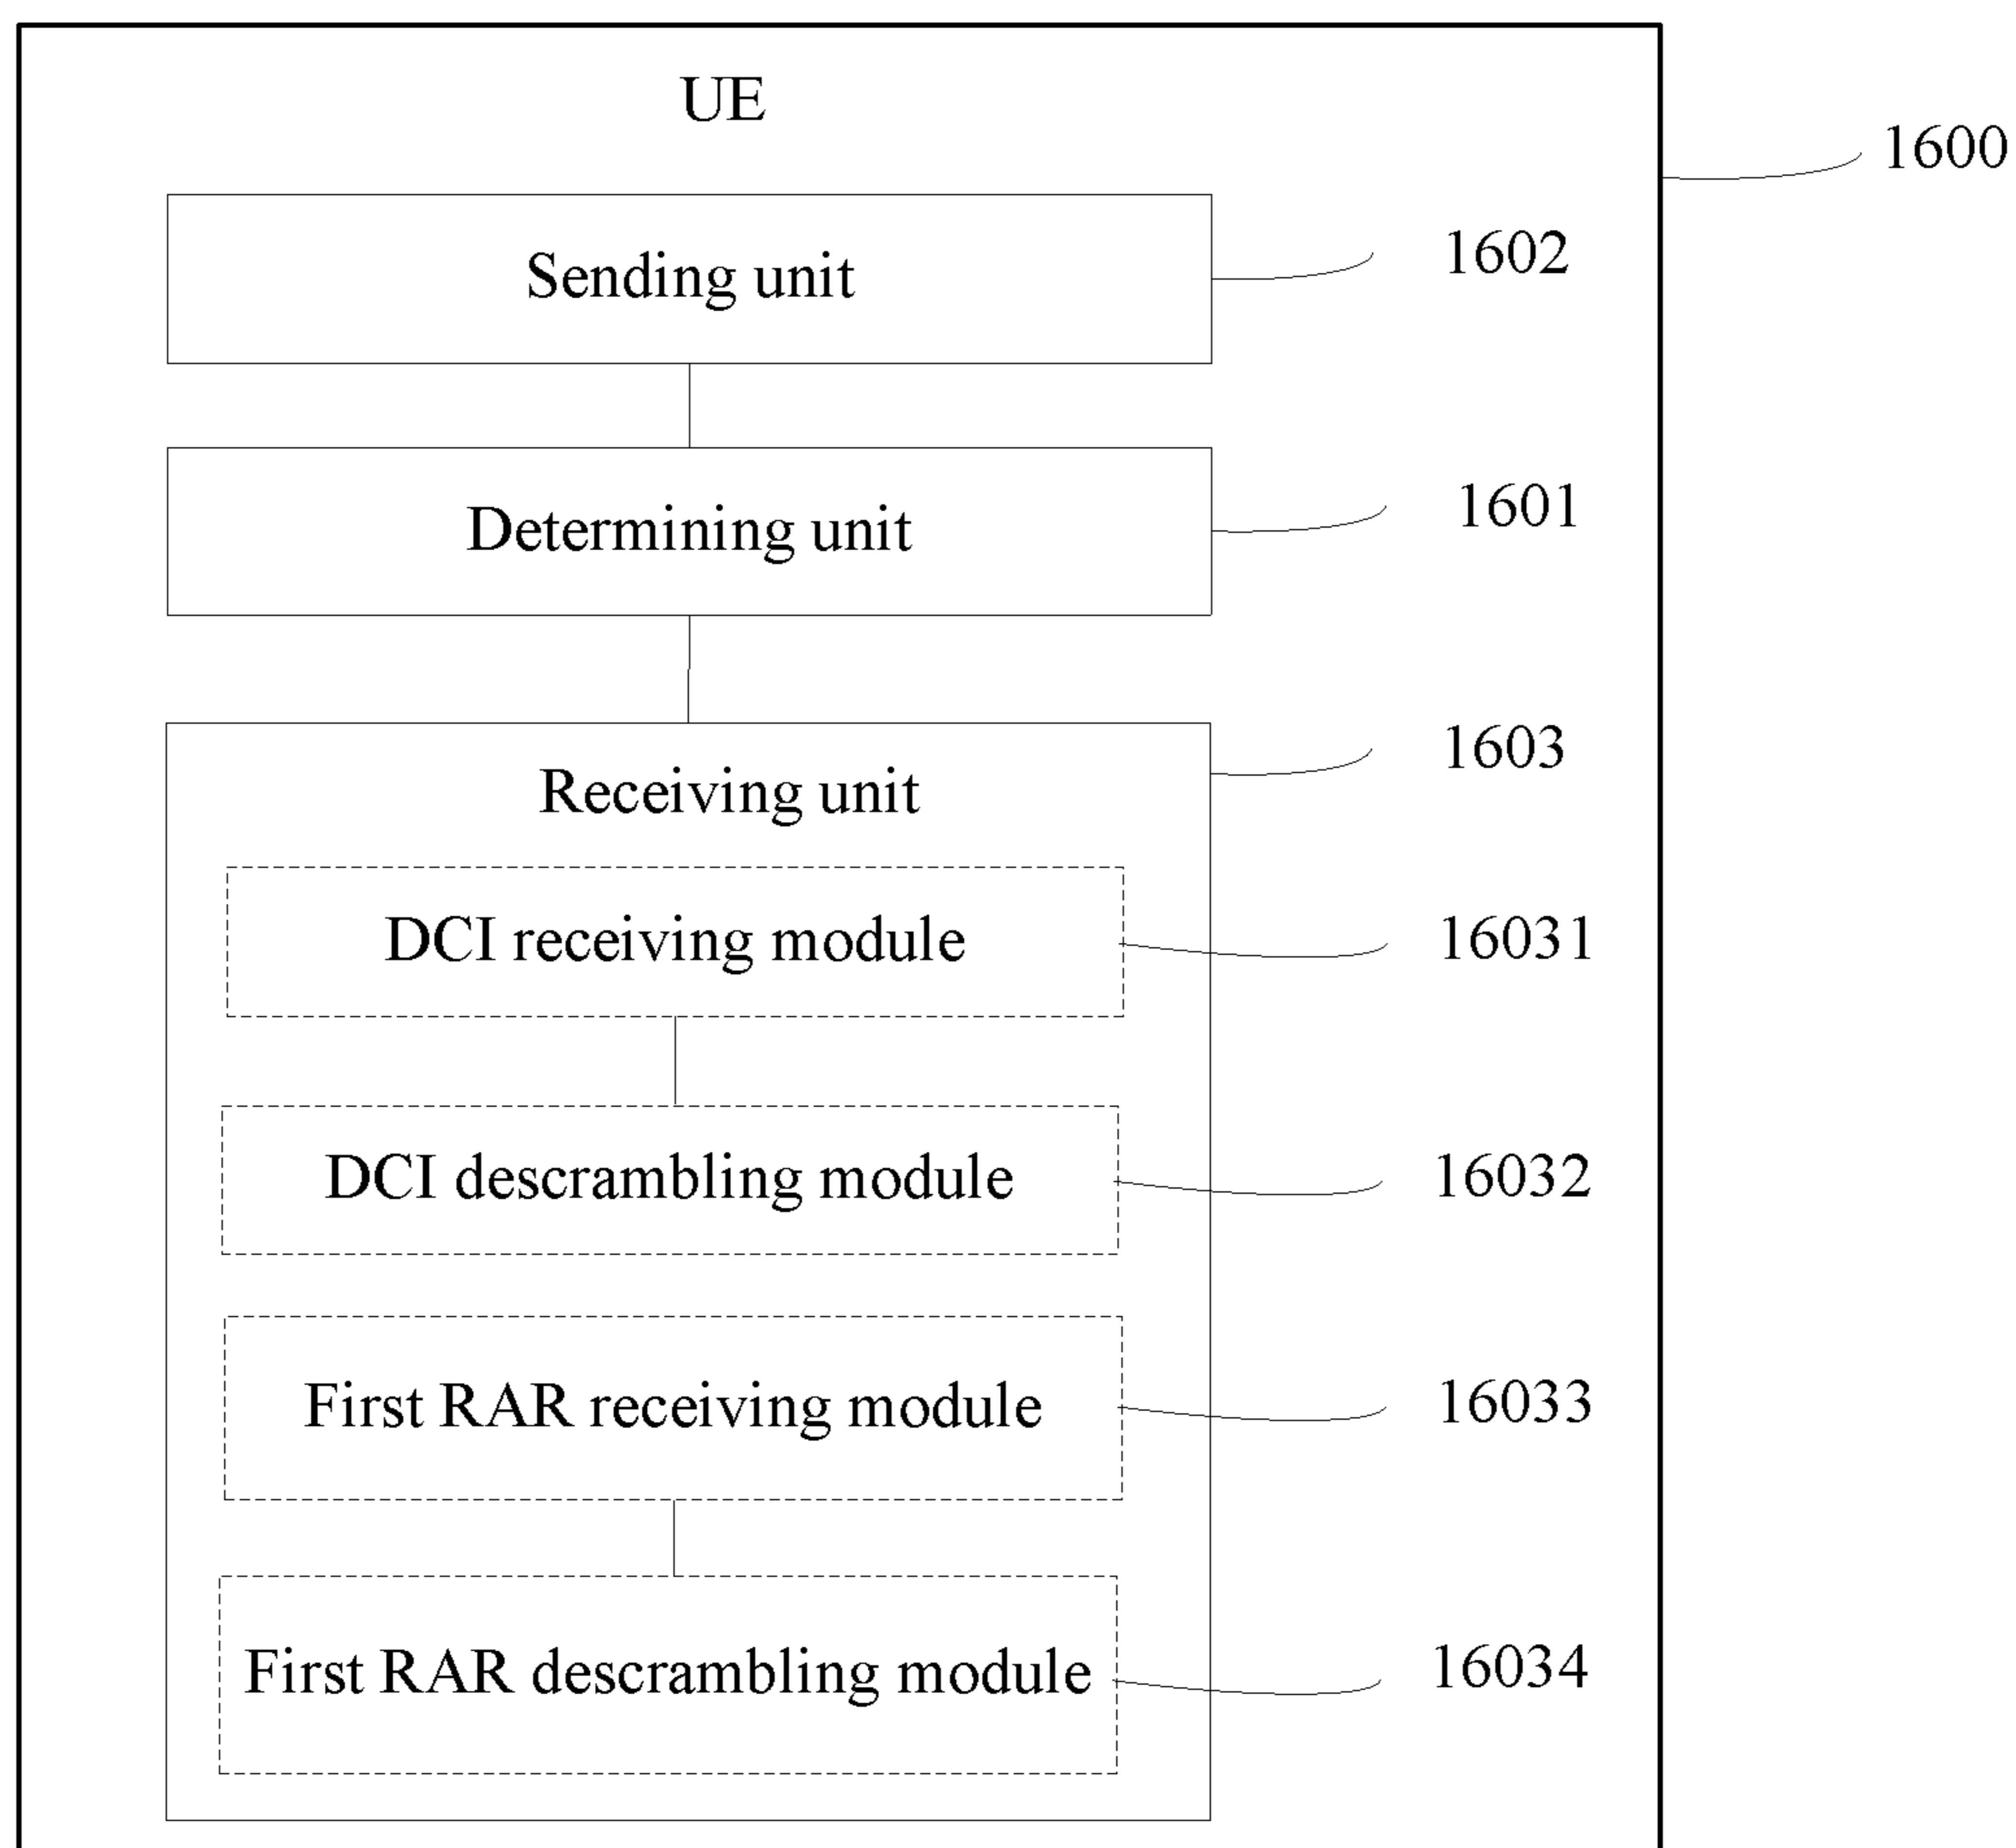 UE
1600
Sending unit
1602
Determining unit
1601
Receiving unit
1603
DCI receiving module
16031
DCI descrambling module
16032
First RAR receiving module
16033
First RAR descrambling module
16034